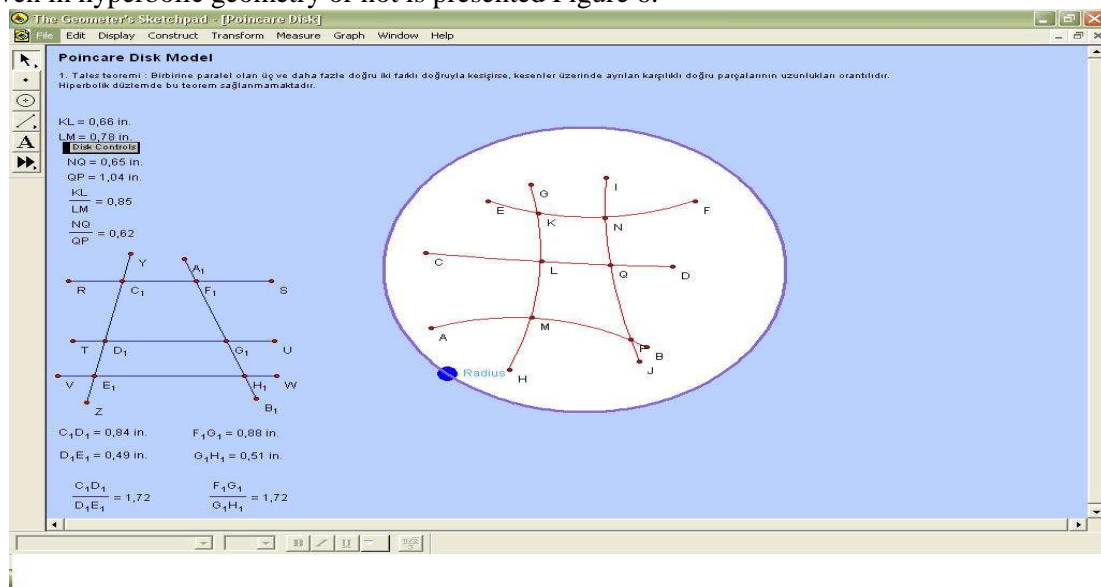 ven in hyperbolic geometry or not is presented Figure 6.
The Geometer's Sketchpad - [Poincare Disk]
File Edit Display Construct Transform Measure Graph Window Help
Poincare Disk Model
1. Tales teoremi : Birbirine paralel olan üç ve daha fazle doğru iki farklı doğruyla kesişirse, kesenler üzerinde ayrılan karşılıklı doğru parçalarının uzunlukları orantılıdır.
Hiperbolik düzlemde bu teorem sağlanmamaktadır.
KL = 0,66 in.
LM = 0,78 in.
Disk Controls
NQ = 0,65 in.
QP = 1,04 in.
KL
LM
= 0,85
NQ
QP
= 0,62
Y
A₁
R
C₁
F₁
S
T
D₁
G₁
U
V
E₁
H₁
W
Z
B₁
G
I
E
K
N
F
C
L
Q
D
A
M
P
B
H
J
Radius
C₁D₁ = 0,84 in. F₁G₁ = 0,88 in.
D₁E₁ = 0,49 in. G₁H₁ = 0,51 in.
C₁D₁
D₁E₁
= 1,72
F₁G₁
G₁H₁
= 1,72
A
B I U